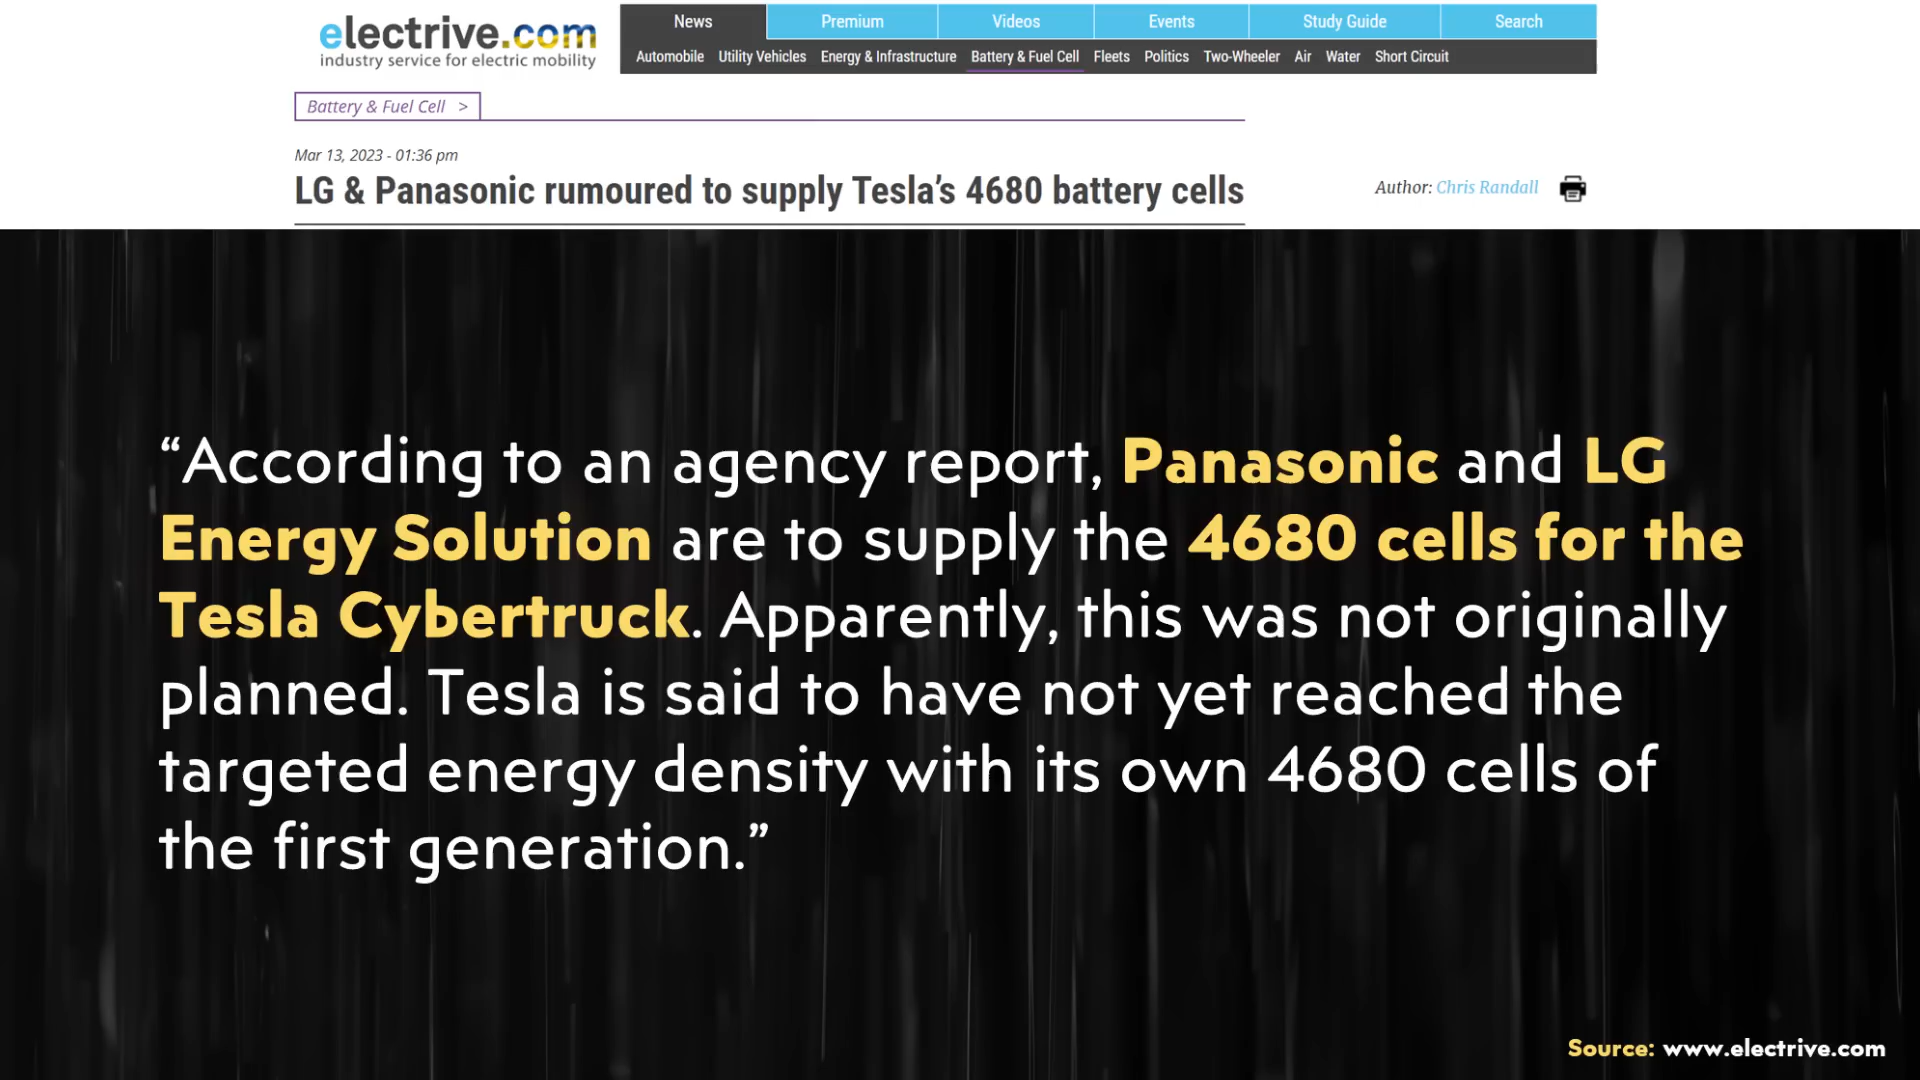 electrive.com
industry service for electric mobility
News Premium Videos Events Study Guide Search
Automobile Utility Vehicles Energy & Infrastructure Battery & Fuel Cell Fleets Politics Two-Wheeler Air Water Short Circuit
Battery & Fuel Cell >
Mar 13, 2023 - 01:36 pm
LG & Panasonic rumoured to supply Tesla’s 4680 battery cells
Author: Chris Randall
“According to an agency report, Panasonic and LG
Energy Solution are to supply the 4680 cells for the
Tesla Cybertruck. Apparently, this was not originally
planned. Tesla is said to have not yet reached the
targeted energy density with its own 4680 cells of
the first generation.”
Source: www.electrive.com